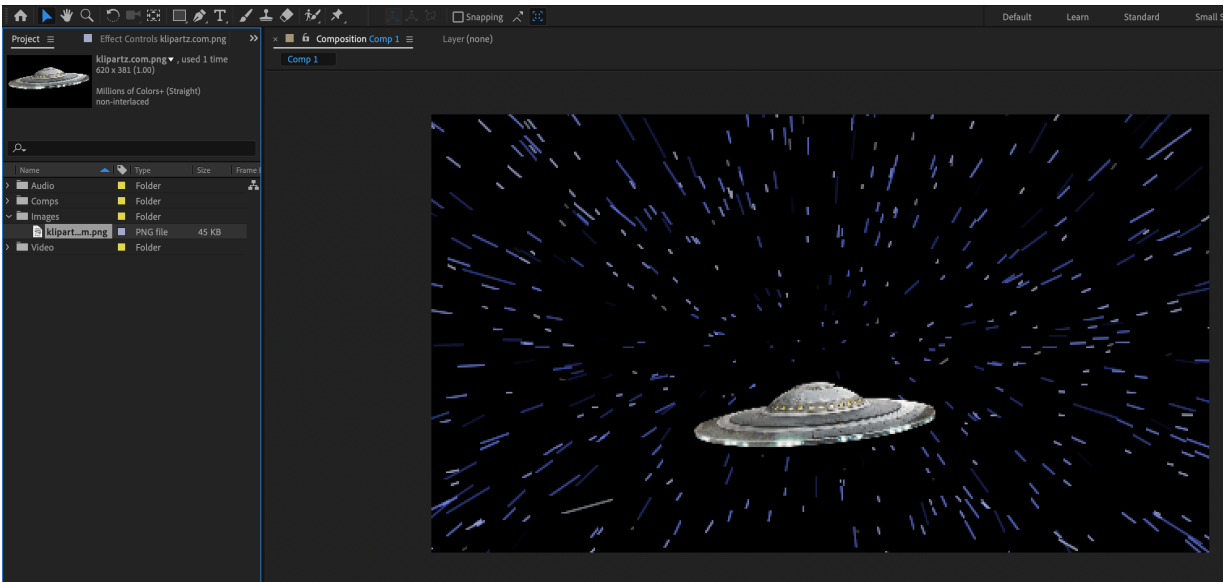 Snapping
Default Learn Standard Small S
Project Effect Controls klipartz.com.png
Composition Comp 1 Layer (none)
klipartz.com.png , used 1 time
620 x 381 (1.00)
Millions of Colors+ (Straight)
non-interlaced
Comp 1
Name Type Size Frame
Audio Folder
Comps Folder
Images Folder
klipart...m.png PNG file 45 KB
Video Folder